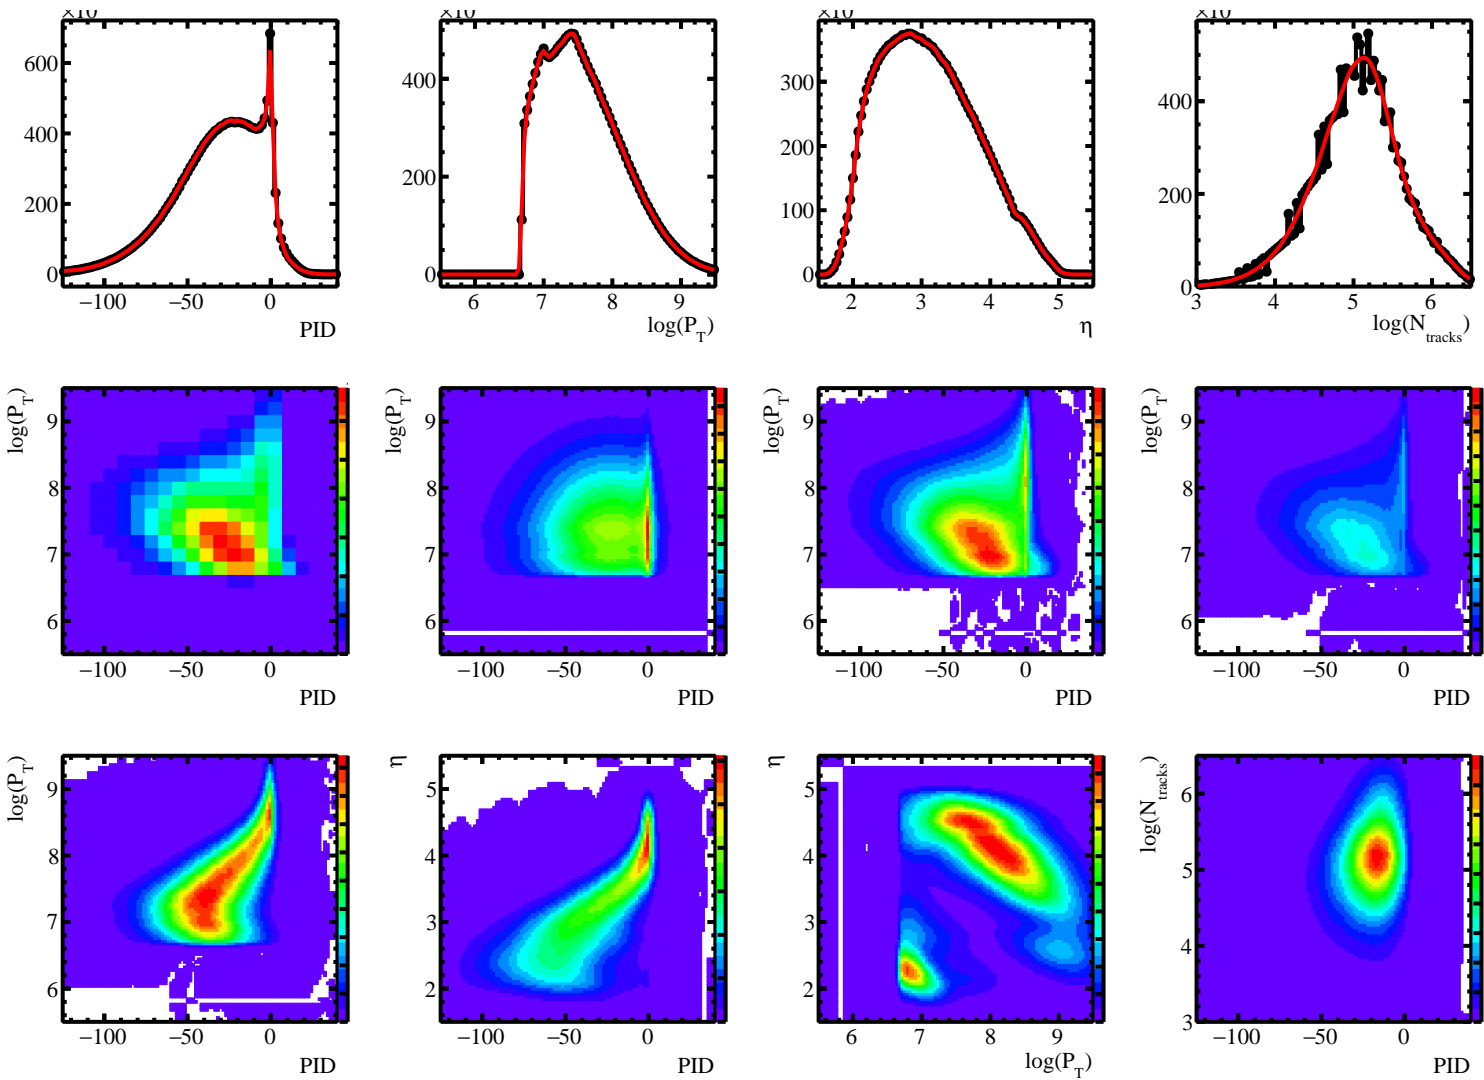 ×10 ×10 ×10 ×10
600 400 200 0
−100 −50 0
PID
400 200 0
6 7 8 9
log(P_T)
300 200 100 0
2 3 4 5
η
400 200 0
3 4 5 6
log(N_tracks)
log(P_T)
9 8 7 6
−100 −50 0
PID
log(P_T)
9 8 7 6
−100 −50 0
PID
log(P_T)
9 8 7 6
−100 −50 0
PID
log(P_T)
9 8 7 6
−100 −50 0
PID
log(P_T)
9 8 7 6
−100 −50 0
PID
η
5 4 3 2
−100 −50 0
PID
η
5 4 3 2
6 7 8 9
log(P_T)
log(N_tracks)
6 5 4 3
−100 −50 0
PID